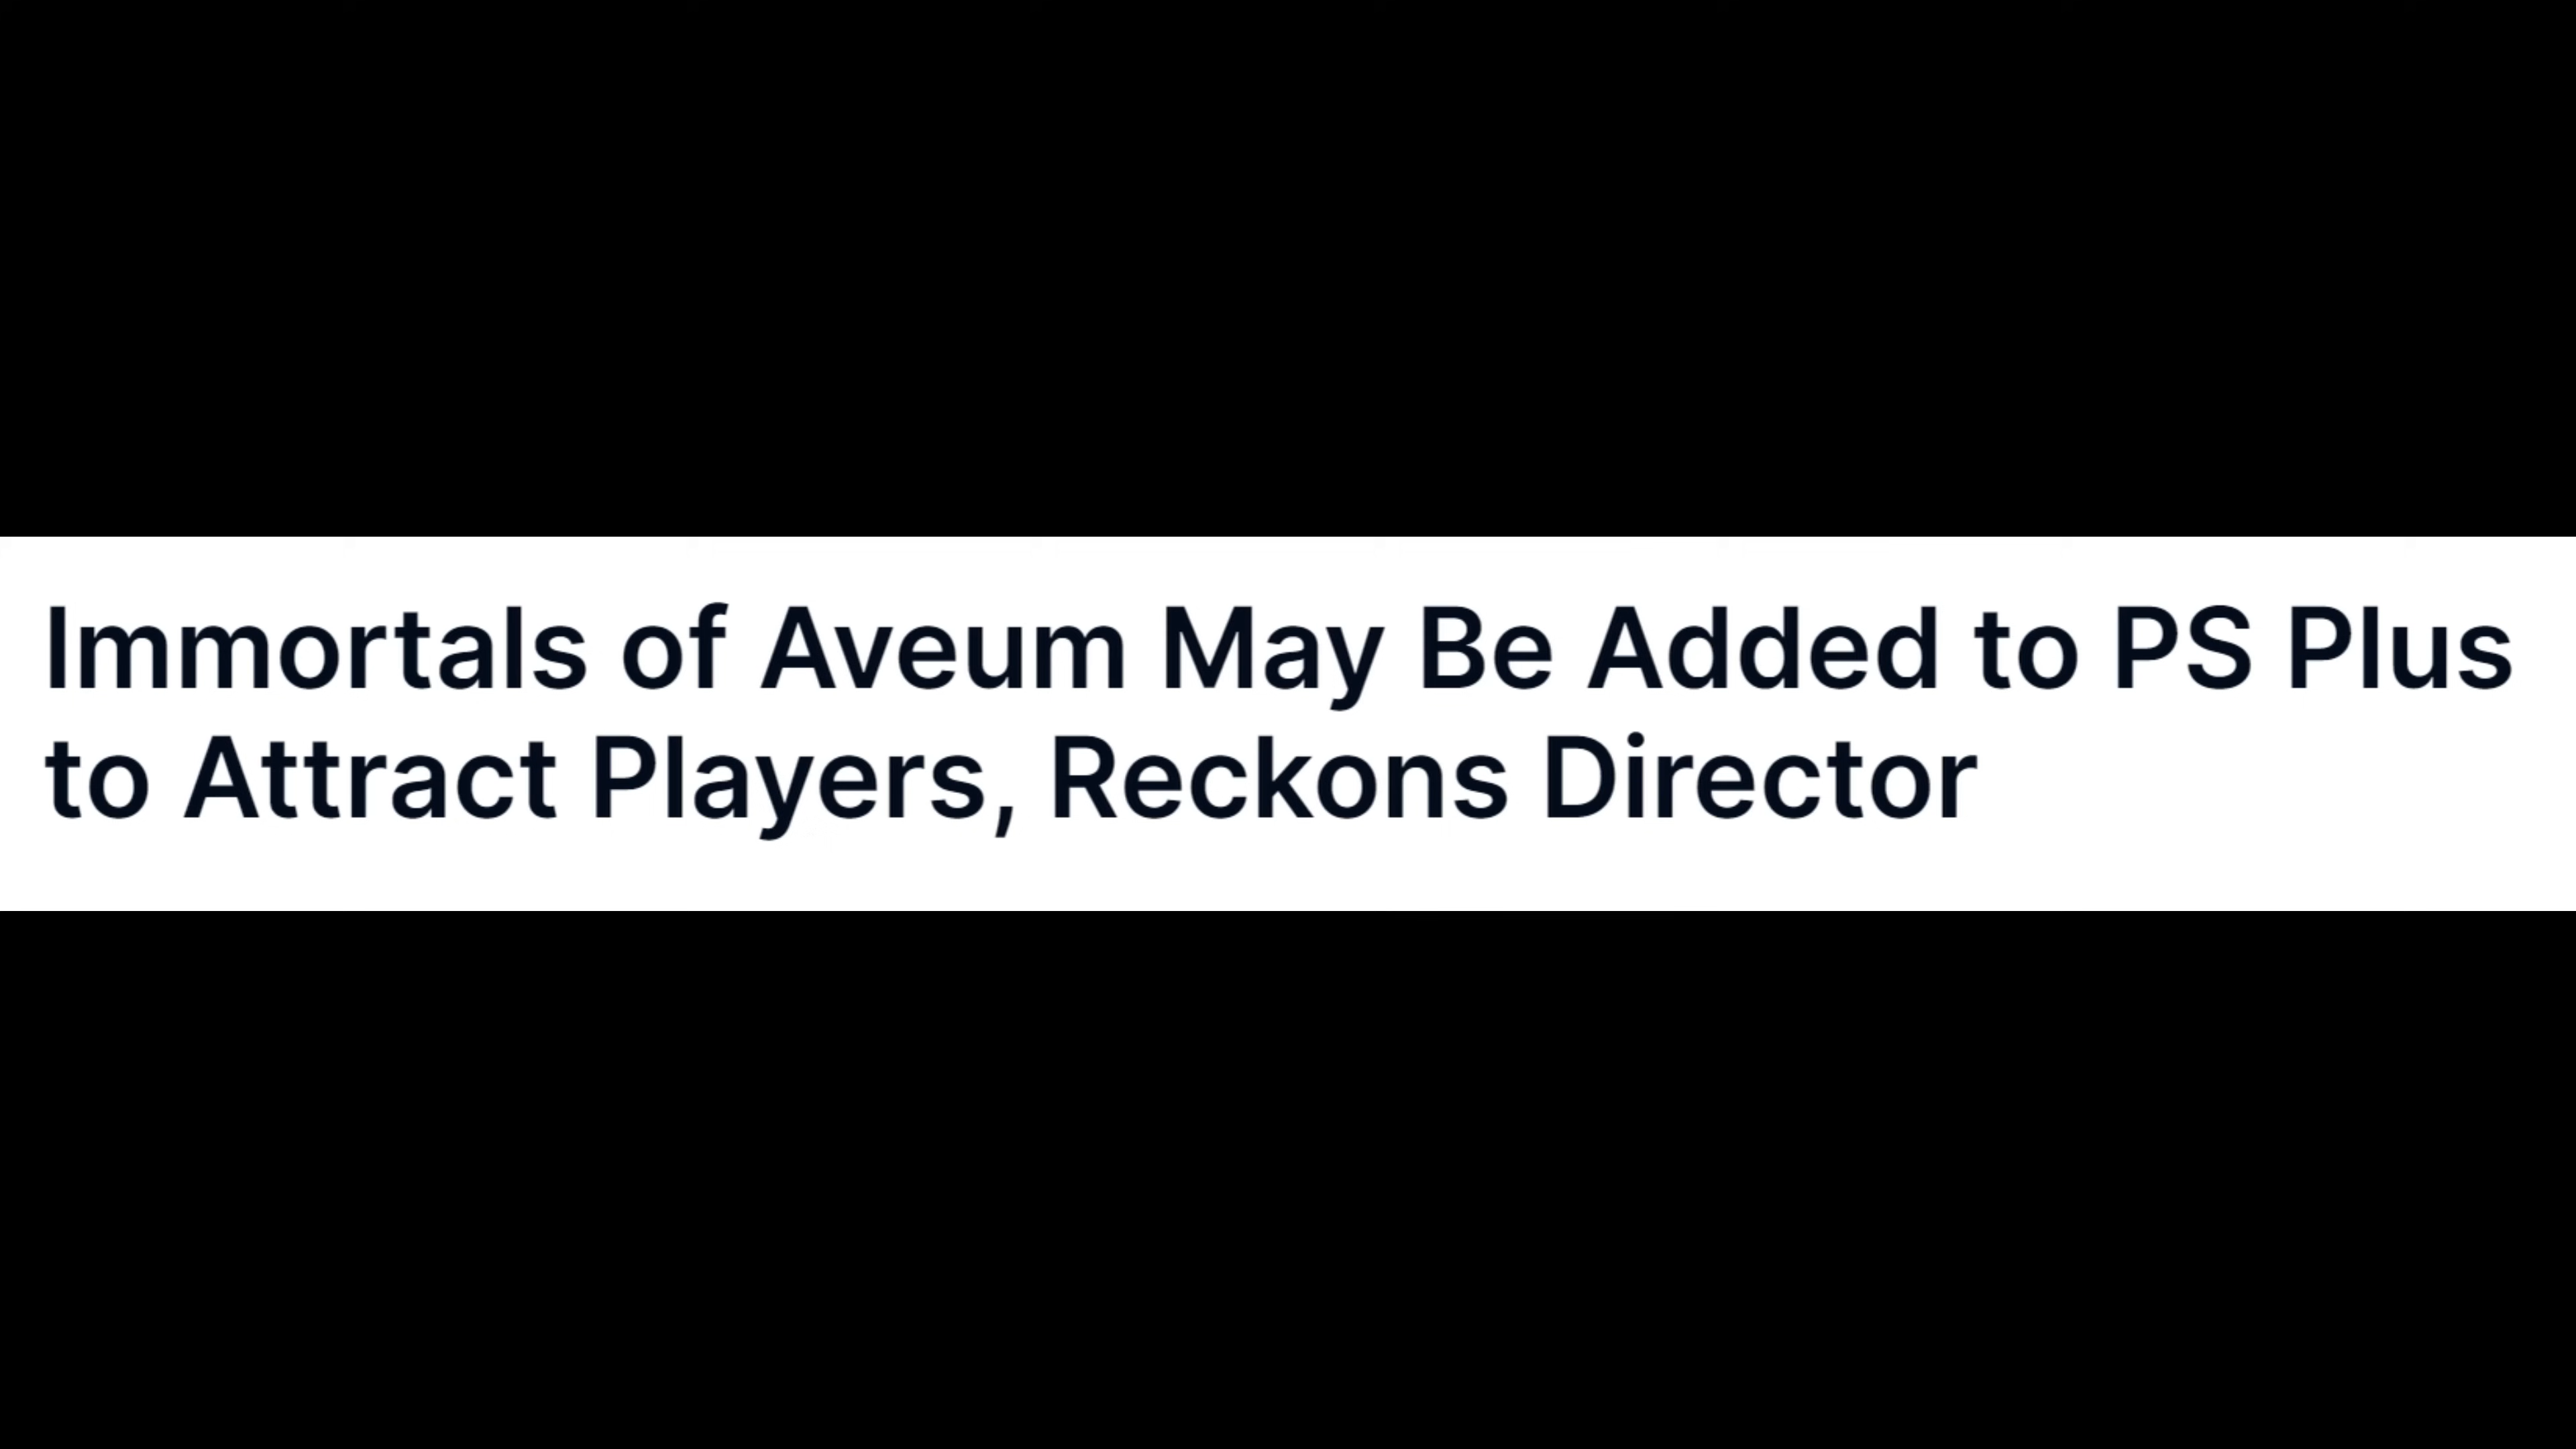 Immortals of Aveum May Be Added to PS Plus
to Attract Players, Reckons Director